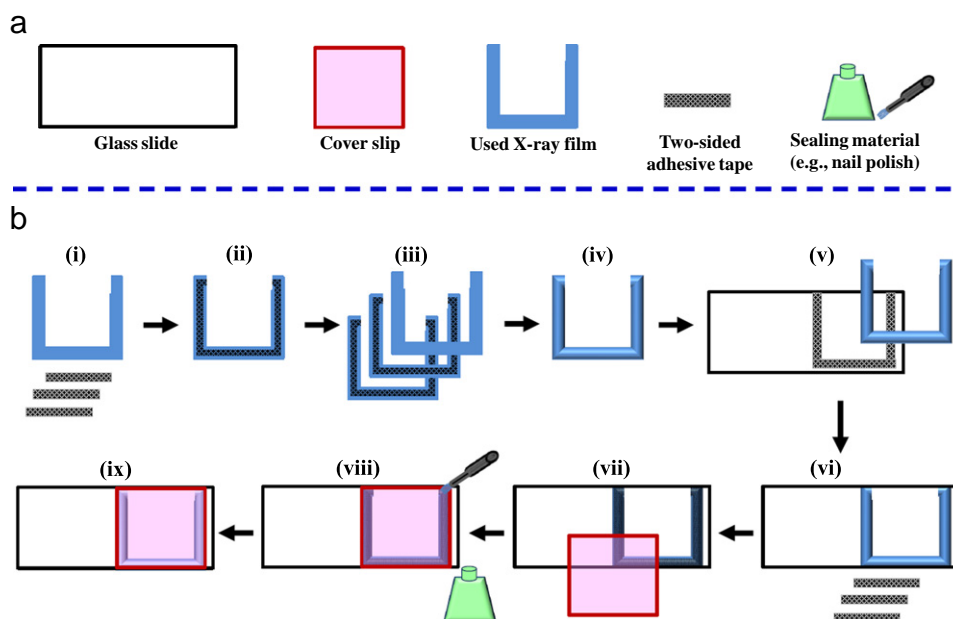 a
Glass slide
Cover slip
Used X-ray film
Two-sided
adhesive tape
Sealing material
(e.g., nail polish)
b
(i)
(ii)
(iii)
(iv)
(v)
(ix)
(viii)
(vii)
(vi)